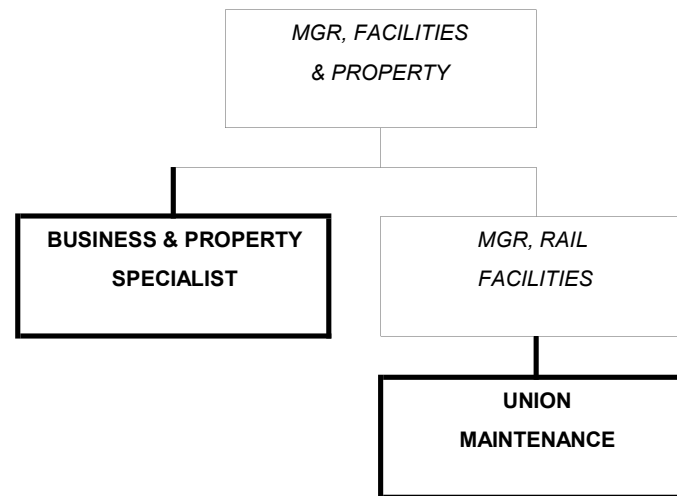 MGR, FACILITIES
& PROPERTY
BUSINESS & PROPERTY
SPECIALIST
MGR, RAIL
FACILITIES
UNION
MAINTENANCE